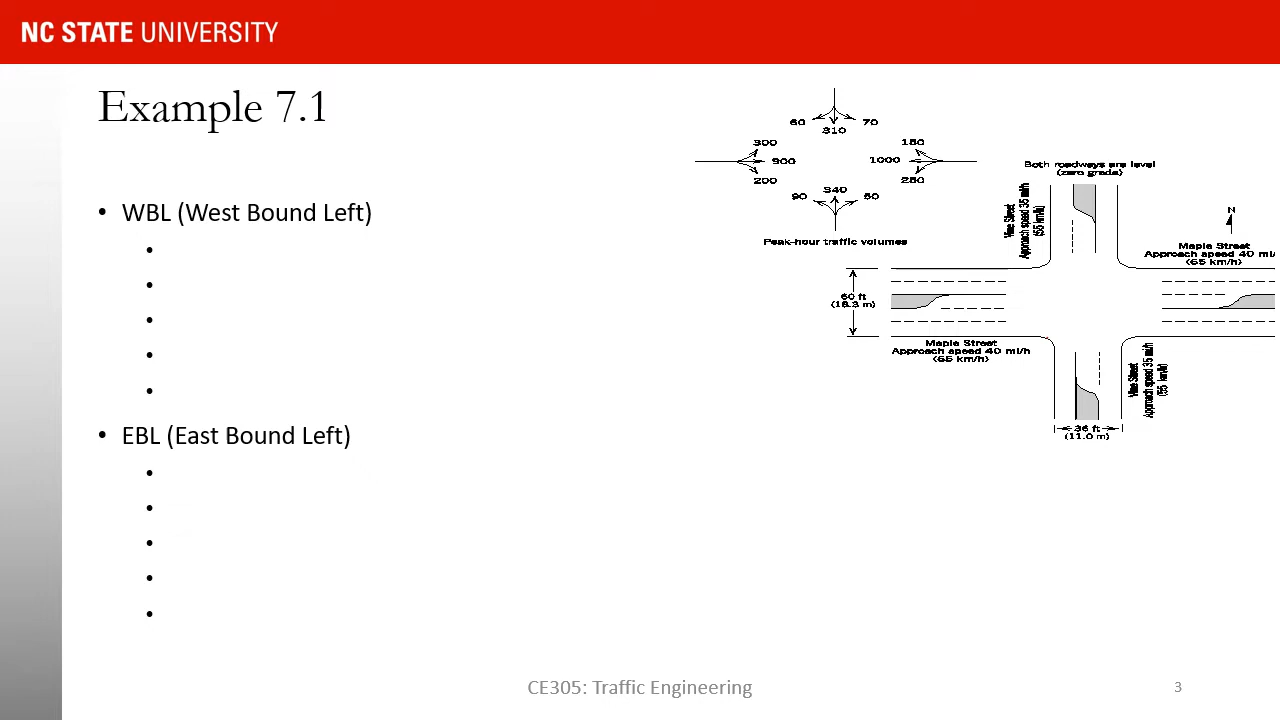 NC STATE UNIVERSITY
Example 7.1
• WBL (West Bound Left)
•
•
•
•
•
• EBL (East Bound Left)
•
•
•
•
•
60
310
70
300
900
200
180
1000
250
90
340
50
Peak-hour traffic volumes
Both roadways are level
(zero grade)
Vine Street
Approach speed 35 mi/h
(55 km/h)
N
Maple Street
Approach speed 40 mi/
(65 km/h)
60 ft
(18.3 m)
Maple Street
Approach speed 40 mi/h
(65 km/h)
Vine Street
Approach speed 35 mi/h
(55 km/h)
36 ft
(11.0 m)
CE305: Traffic Engineering
3